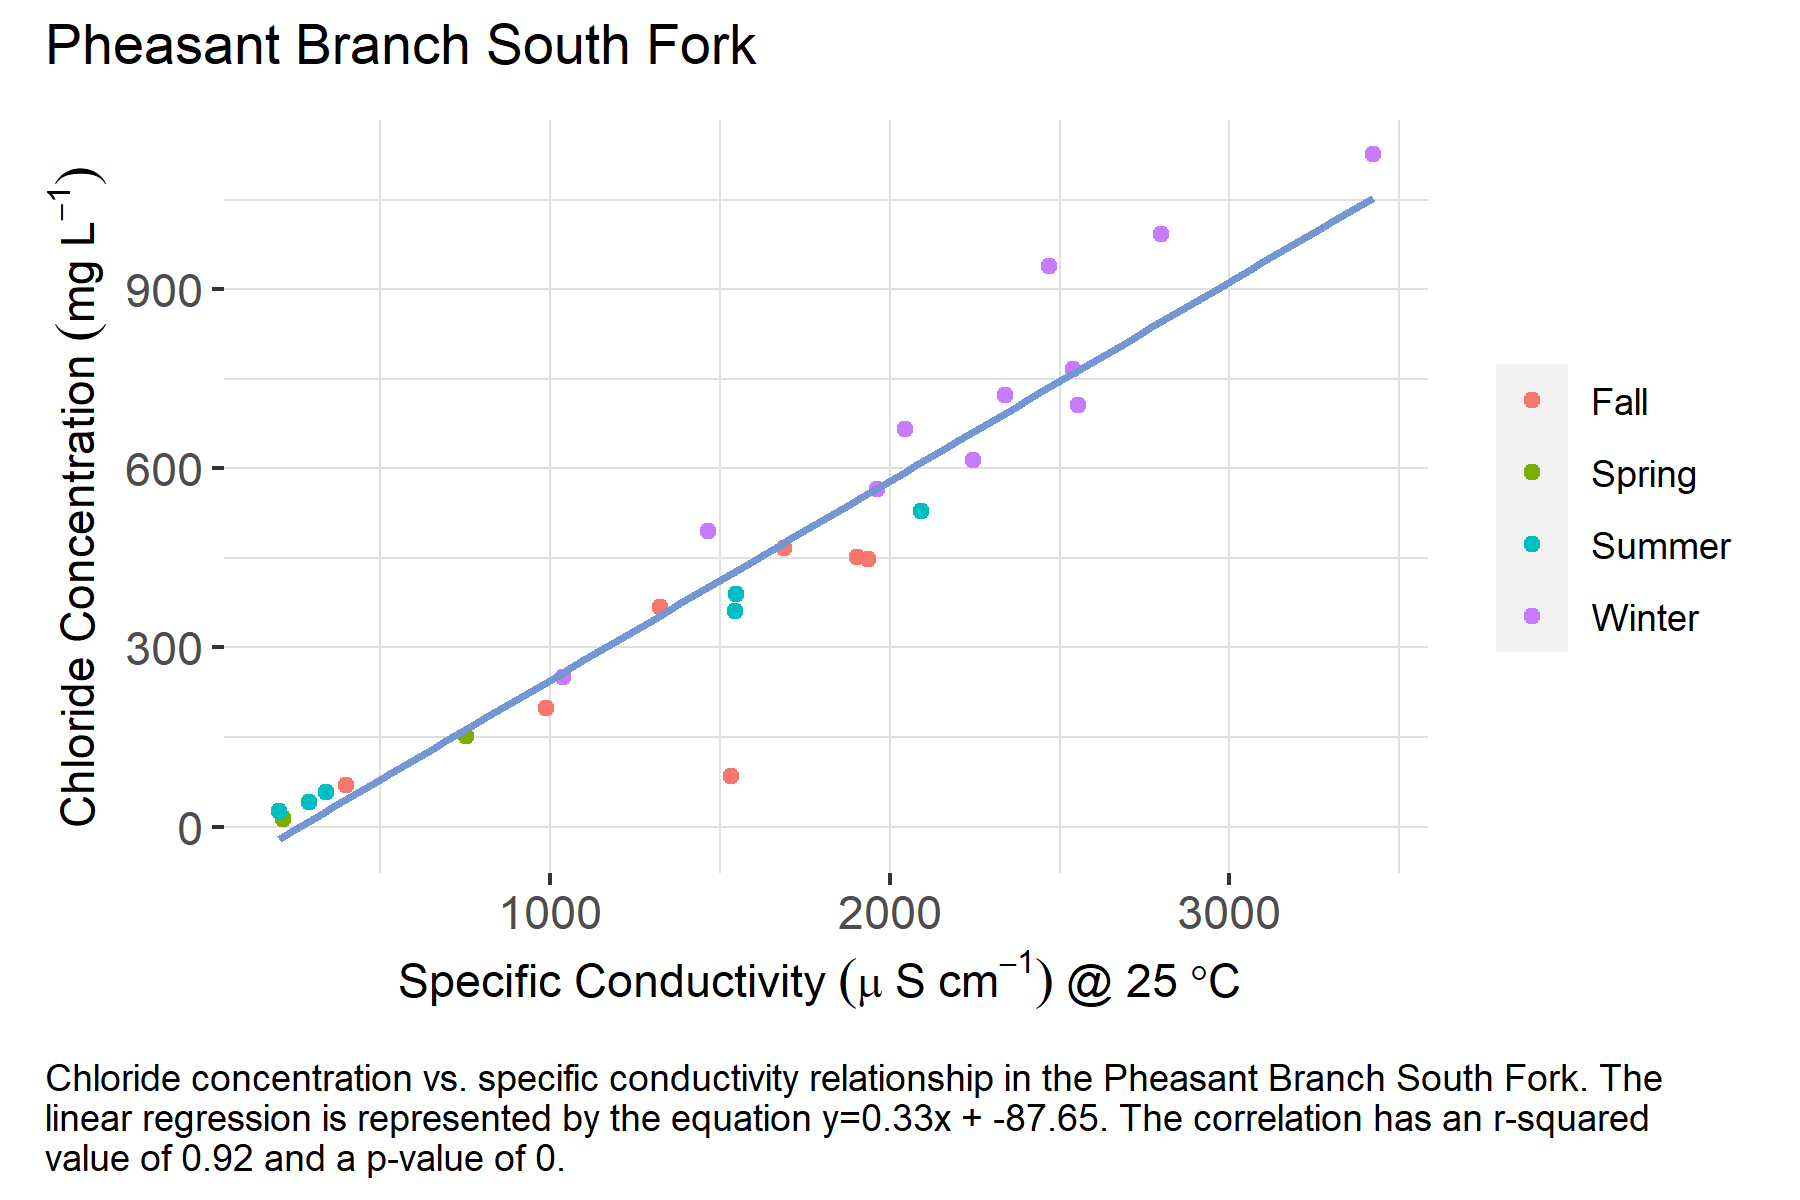 Pheasant Branch South Fork
Chloride Concentration (mg L⁻¹)
900
600
300
0
1000 2000 3000
Specific Conductivity (μ S cm⁻¹) @ 25 °C
Fall
Spring
Summer
Winter
Chloride concentration vs. specific conductivity relationship in the Pheasant Branch South Fork. The
linear regression is represented by the equation y=0.33x + -87.65. The correlation has an r-squared
value of 0.92 and a p-value of 0.